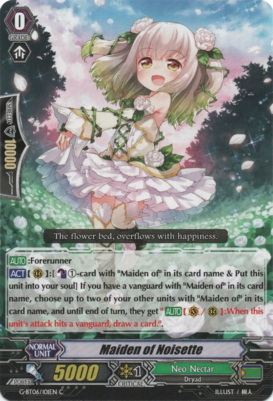 0
10000
The flower bed, overflows with happiness.
AUTO :Forerunner
ACT [ ]:[ ①-card with "Maiden of" in its card name & Put this
unit into your soul] If you have a vanguard with "Maiden of" in its card
name, choose up to two of your other units with "Maiden of" in its card
name, and until end of turn, they get "AUTO [ ]:When this
unit's attack hits a vanguard, draw a card.".
NORMAL
UNIT
Maiden of Noisette
5000
1
CRITICAL
Neo Nectar
Dryad
G-BT06/101EN C
ILLUST /